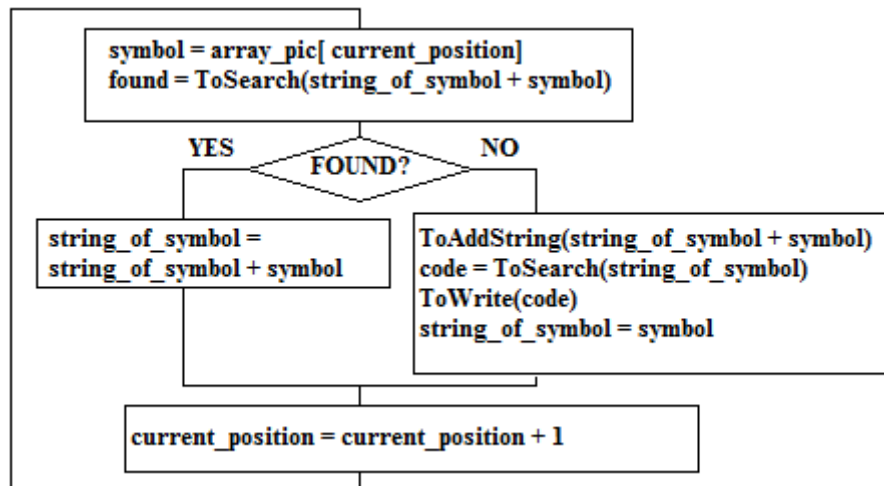 symbol = array_pic[ current_position]
found = ToSearch(string_of_symbol + symbol)
YES
FOUND?
NO
string_of_symbol =
string_of_symbol + symbol
ToAddString(string_of_symbol + symbol)
code = ToSearch(string_of_symbol)
ToWrite(code)
string_of_symbol = symbol
current_position = current_position + 1